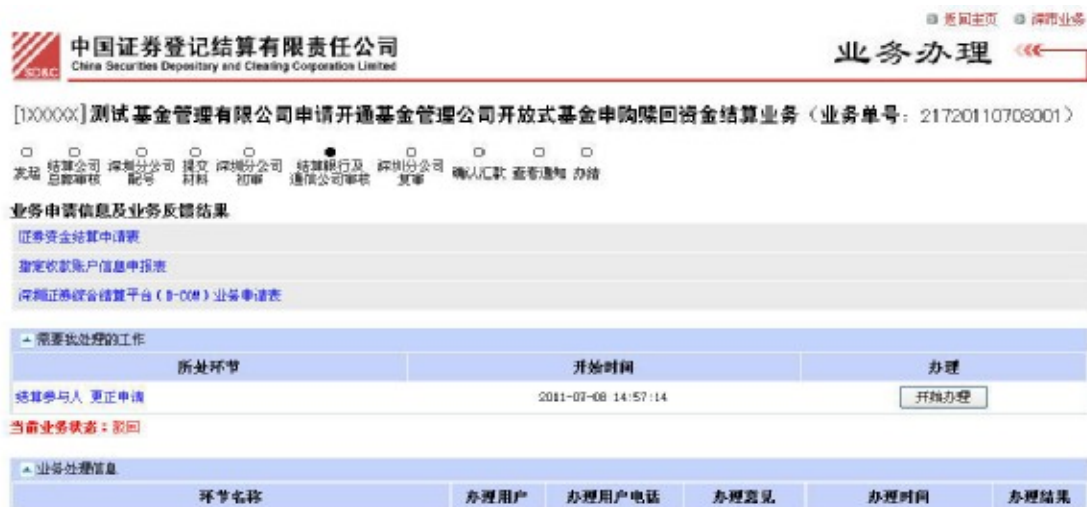 返回主页 深市业务
中国证券登记结算有限责任公司
China Securities Depository and Clearing Corporation Limited
SD&C
业务办理
[1XXXXX]测试基金管理有限公司申请开通基金管理公司开放式基金申购赎回资金结算业务（业务单号：217201107080​01）
发起 结算公司总部审核 深圳分公司配号 提交材料 深圳分公司初审 结算银行及通信公司审核 深圳分公司复审 确认汇款 查看通知 办结
业务申请信息及业务反馈结果
证券资金结算申请表
指定收款账户信息申报表
深圳证券综合结算平台（D-COM）业务申请表
需要我处理的工作
所处环节 开始时间 办理
结算参与人 更正申请 2011-07-08 14:57:14 开始办理
当前业务状态：驳回
业务处理信息
环节名称 办理用户 办理用户电话 办理意见 办理时间 办理结果